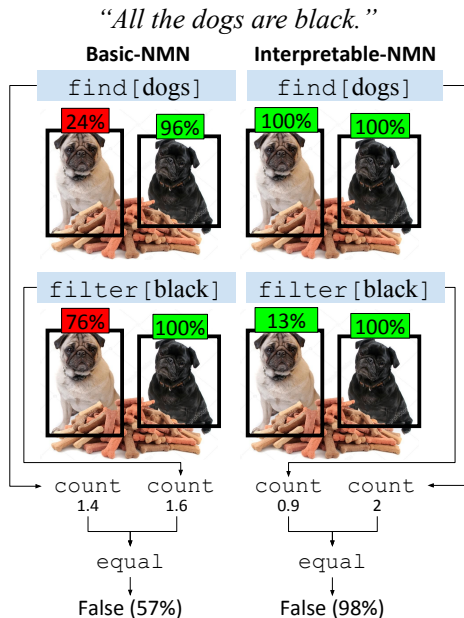 “All the dogs are black.”
Basic-NMN Interpretable-NMN
find[dogs] find[dogs]
24% 96% 100% 100%
filter[black] filter[black]
76% 100% 13% 100%
count count count count
1.4 1.6 0.9 2
equal equal
False (57%) False (98%)